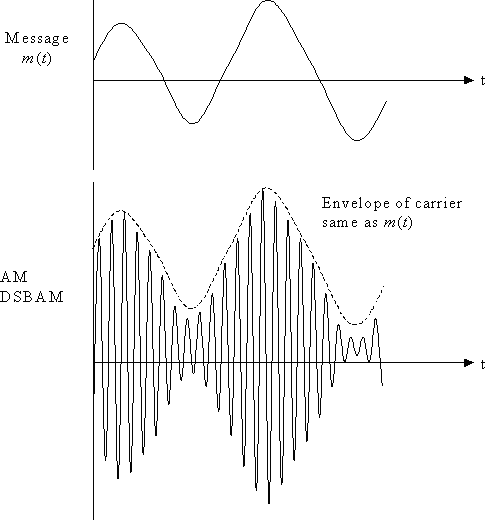 Message
m(t)
t
Envelope of carrier
same as m(t)
AM
DSBAM
t